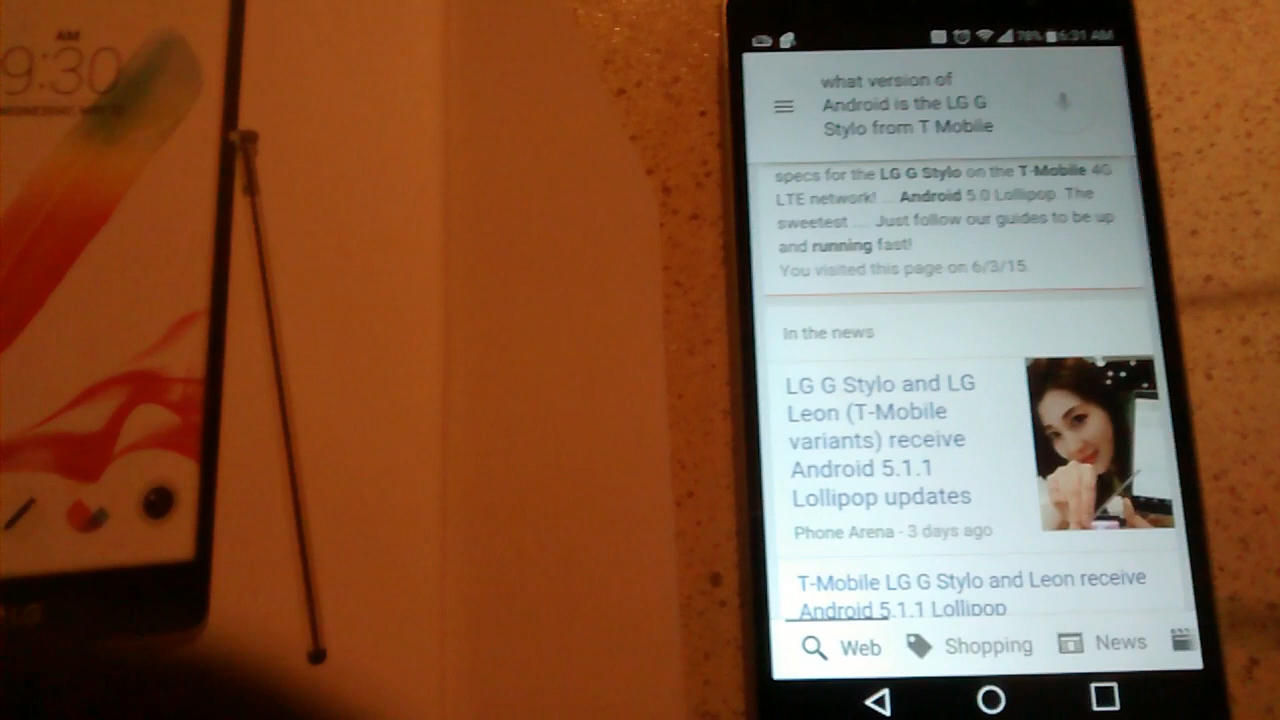 AM
9:30
LG
78% 6:31 AM
what version of
Android is the LG G
Stylo from T Mobile
specs for the LG G Stylo on the T-Mobile 4G
LTE network! ... Android 5.0 Lollipop. The
sweetest ... Just follow our guides to be up
and running fast!
You visited this page on 6/3/15.
In the news
LG G Stylo and LG
Leon (T-Mobile
variants) receive
Android 5.1.1
Lollipop updates
Phone Arena - 3 days ago
T-Mobile LG G Stylo and Leon receive
Android 5.1.1 Lollipop
Web Shopping News